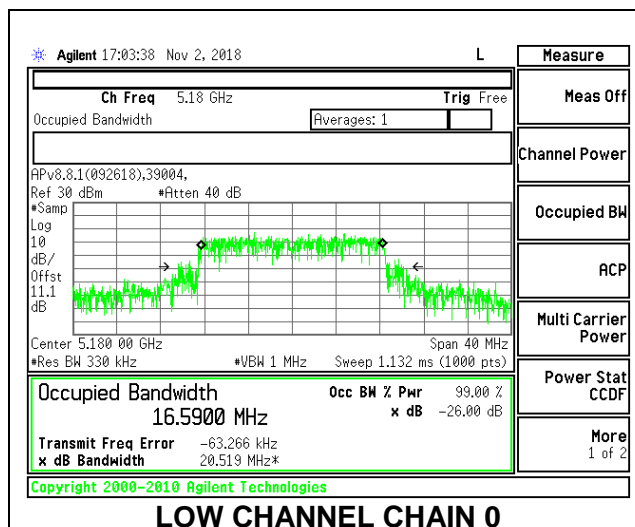 Agilent 17:03:38 Nov 2, 2018 L
Measure
Ch Freq 5.18 GHz Trig Free
Occupied Bandwidth Averages: 1
APv8.8.1(092618),39004,
Ref 30 dBm #Atten 40 dB
#Samp
Log
10
dB/
Offst
11.1
dB
Center 5.180 00 GHz Span 40 MHz
#Res BW 330 kHz #VBW 1 MHz Sweep 1.132 ms (1000 pts)
Occupied Bandwidth Occ BW % Pwr 99.00 %
16.5900 MHz x dB -26.00 dB
Transmit Freq Error -63.266 kHz
x dB Bandwidth 20.519 MHz*
Copyright 2000-2010 Agilent Technologies
Meas Off
Channel Power
Occupied BW
ACP
Multi Carrier
Power
Power Stat
CCDF
More
1 of 2
LOW CHANNEL CHAIN 0